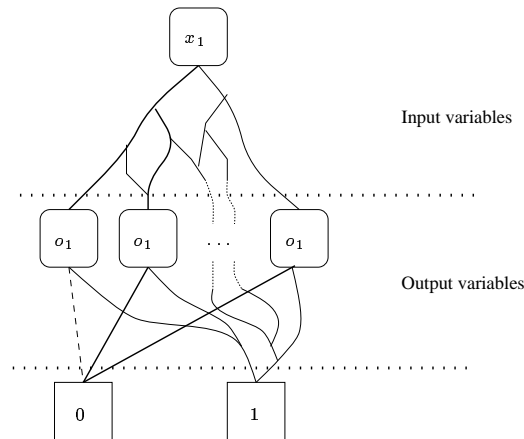 x1
Input variables
o1 o1 ... o1
Output variables
0 1